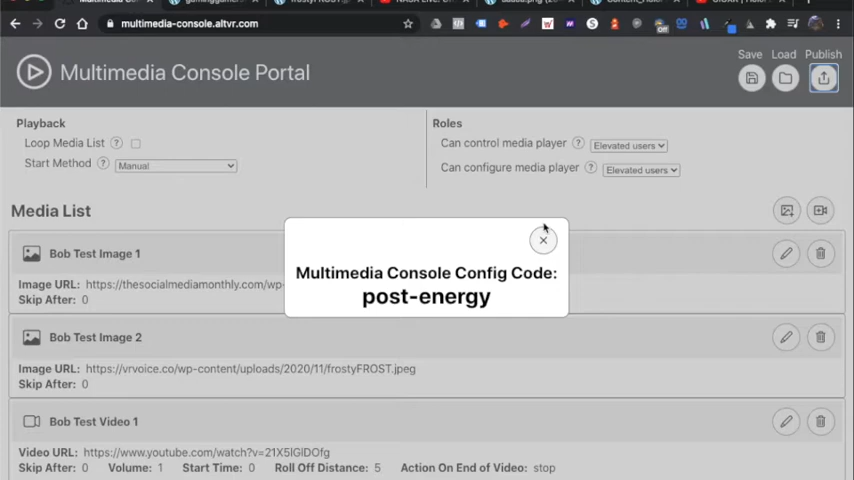 multimedia-console.altvr.com
Off
Multimedia Console Portal
Save Load Publish
Playback
Loop Media List ?
Start Method ? Manual
Roles
Can control media player ? Elevated users
Can configure media player ? Elevated users
Media List
Multimedia Console Config Code:
post-energy
Bob Test Image 1
Image URL: https://thesocialmediamonthly.com/wp-
Skip After: 0
Bob Test Image 2
Image URL: https://vrvoice.co/wp-content/uploads/2020/11/frostyFROST.jpeg
Skip After: 0
Bob Test Video 1
Video URL: https://www.youtube.com/watch?v=21X5lGlDOfg
Skip After: 0 Volume: 1 Start Time: 0 Roll Off Distance: 5 Action On End of Video: stop